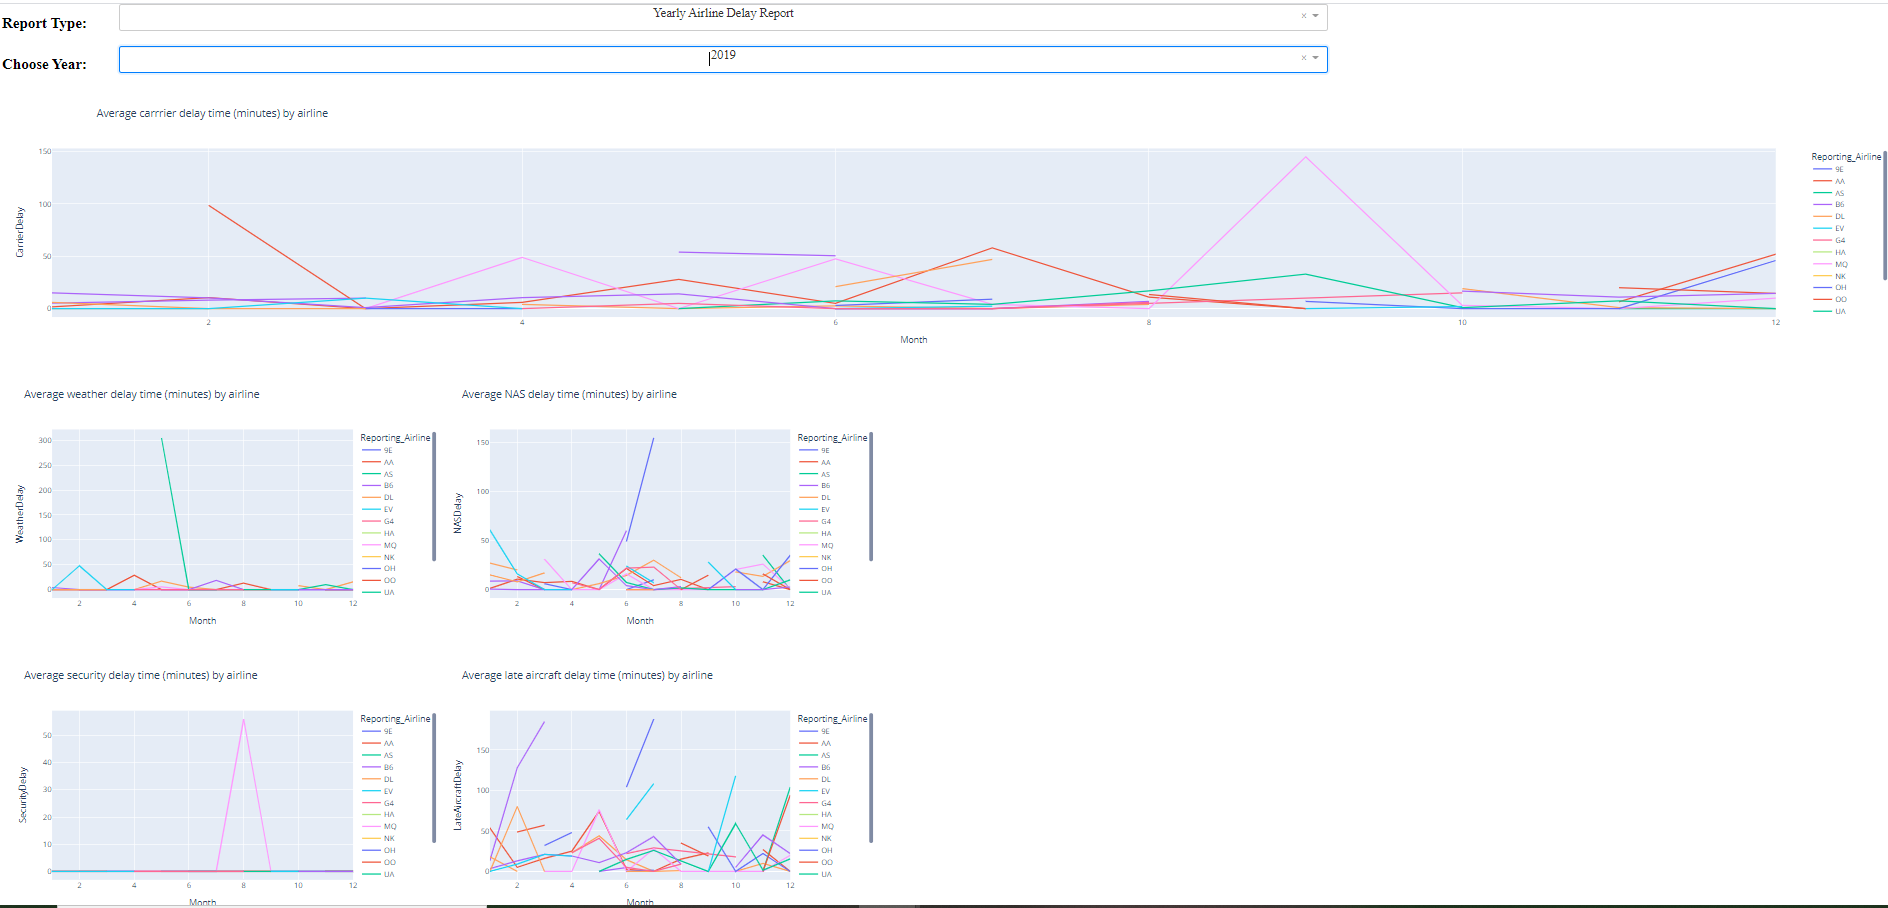 Report Type:
Yearly Airline Delay Report
×
Choose Year:
2019
×
Average carrrier delay time (minutes) by airline
CarrierDelay
150
100
50
0
2
4
6
8
10
12
Month
Reporting_Airline
9E
AA
AS
B6
DL
EV
G4
HA
MQ
NK
OH
OO
UA
Average weather delay time (minutes) by airline
WeatherDelay
300
250
200
150
100
50
0
2
4
6
8
10
12
Month
Reporting_Airline
9E
AA
AS
B6
DL
EV
G4
HA
MQ
NK
OH
OO
UA
Average NAS delay time (minutes) by airline
NASDelay
150
100
50
0
2
4
6
8
10
12
Month
Reporting_Airline
9E
AA
AS
B6
DL
EV
G4
HA
MQ
NK
OH
OO
UA
Average security delay time (minutes) by airline
SecurityDelay
50
40
30
20
10
0
2
4
6
8
10
12
Month
Reporting_Airline
9E
AA
AS
B6
DL
EV
G4
HA
MQ
NK
OH
OO
UA
Average late aircraft delay time (minutes) by airline
LateAircraftDelay
150
100
50
0
2
4
6
8
10
12
Month
Reporting_Airline
9E
AA
AS
B6
DL
EV
G4
HA
MQ
NK
OH
OO
UA